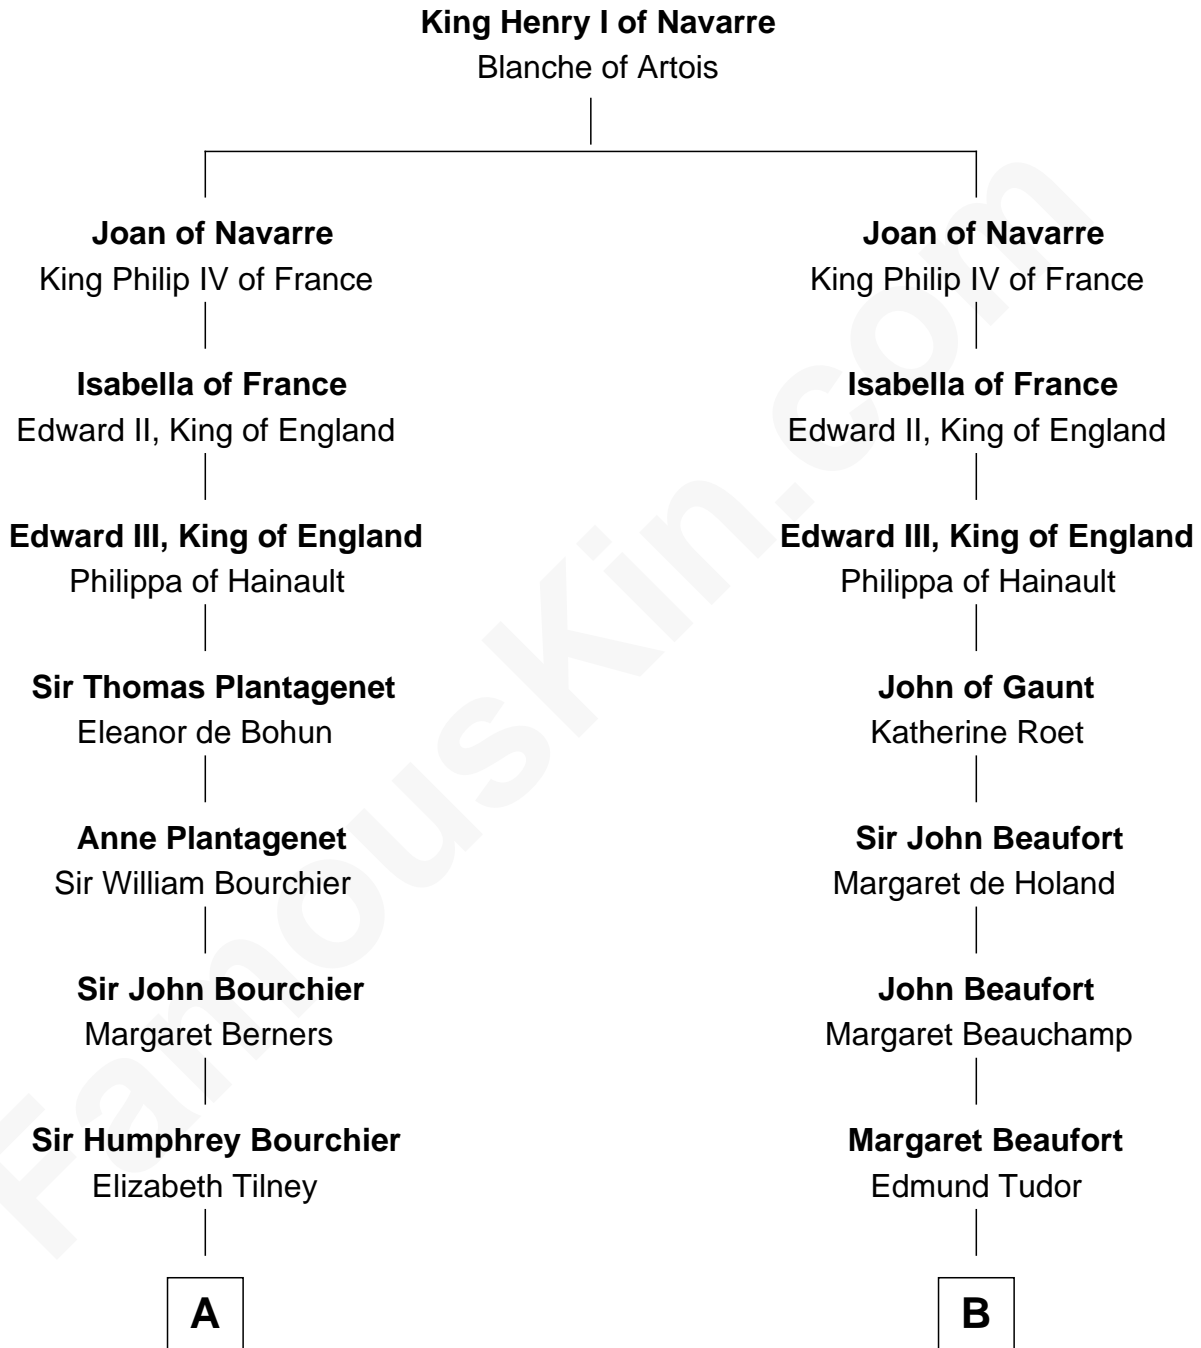 King Henry I of Navarre
Blanche of Artois
Joan of Navarre
King Philip IV of France
Isabella of France
Edward II, King of England
Edward III, King of England
Philippa of Hainault
Sir Thomas Plantagenet
Eleanor de Bohun
Anne Plantagenet
Sir William Bourchier
Sir John Bourchier
Margaret Berners
Sir Humphrey Bourchier
Elizabeth Tilney
A
Joan of Navarre
King Philip IV of France
Isabella of France
Edward II, King of England
Edward III, King of England
Philippa of Hainault
John of Gaunt
Katherine Roet
Sir John Beaufort
Margaret de Holand
John Beaufort
Margaret Beauchamp
Margaret Beaufort
Edmund Tudor
B
FamousKin.com